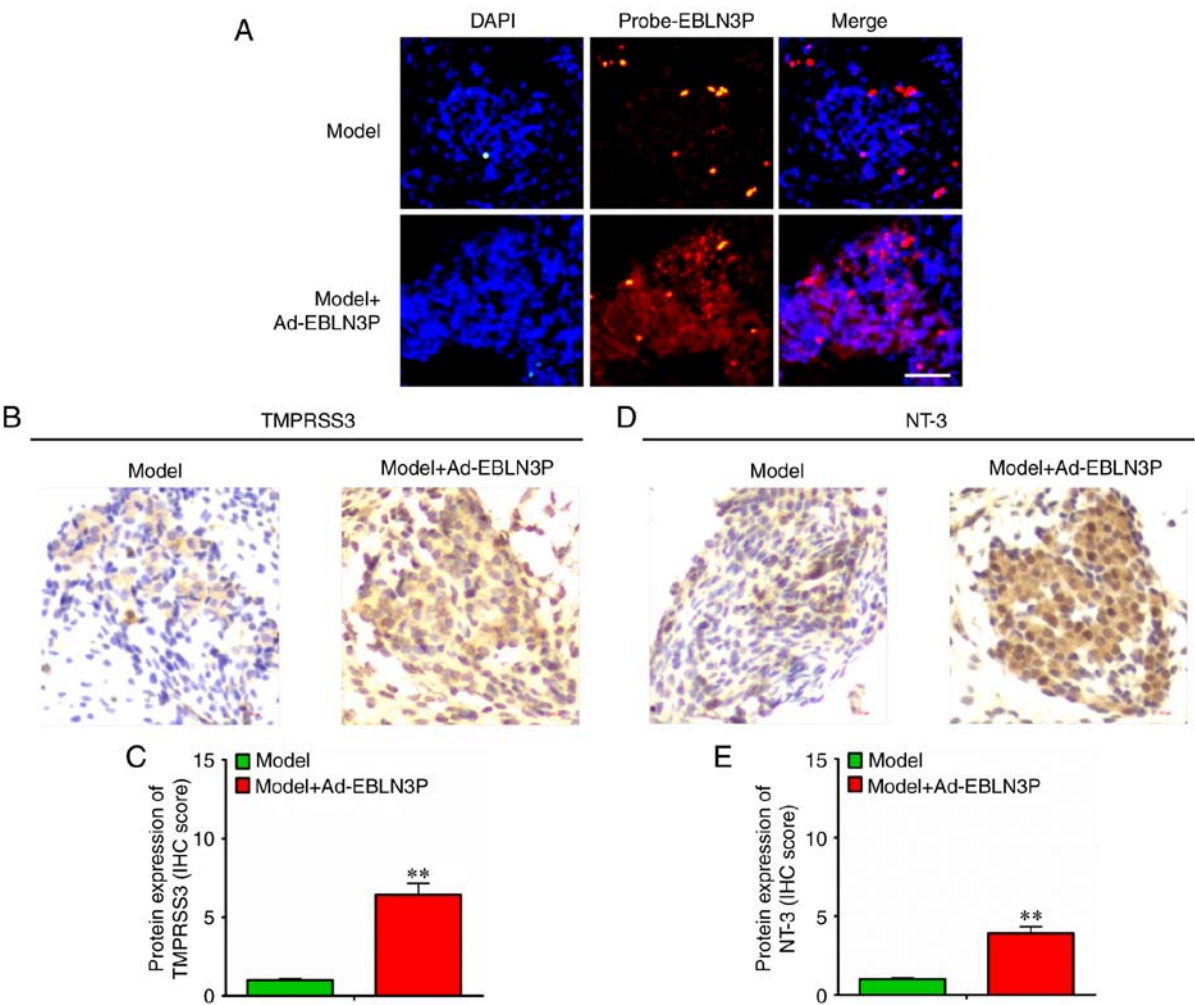 A
DAPI
Probe-EBLN3P
Merge
Model
Model+
Ad-EBLN3P
B
TMPRSS3
Model
Model+Ad-EBLN3P
D
NT-3
Model
Model+Ad-EBLN3P
C
Protein expression of
TMPRSS3 (IHC score)
15
10
5
0
Model
Model+Ad-EBLN3P
**
E
Protein expression of
NT-3 (IHC score)
15
10
5
0
Model
Model+Ad-EBLN3P
**